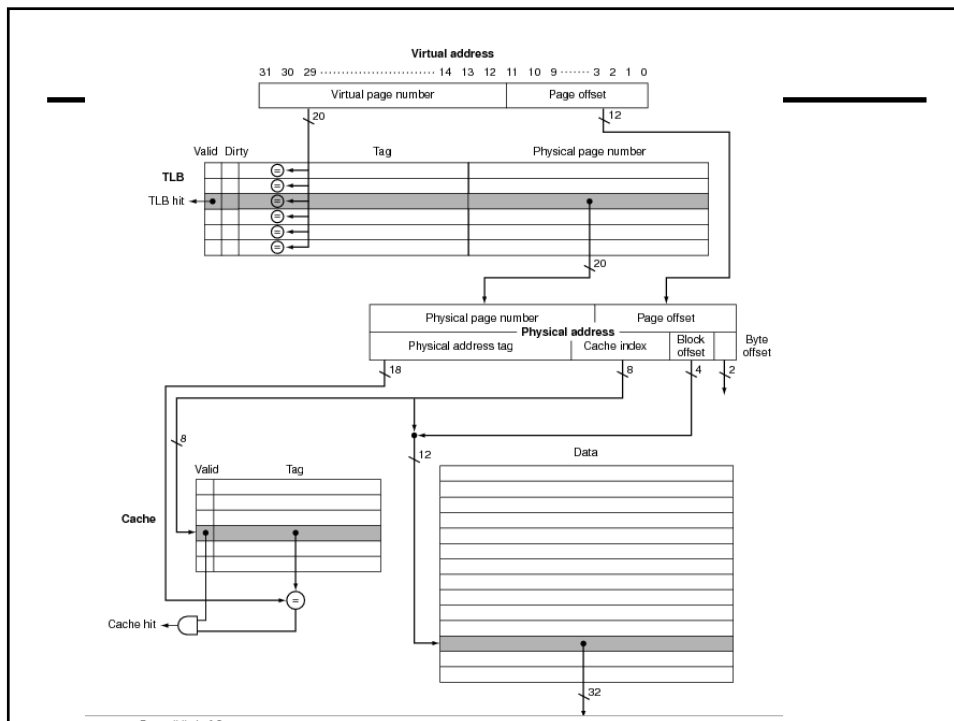 Virtual address
31 30 29 ····························· 14 13 12 11 10 9 ······· 3 2 1 0
Virtual page number Page offset
20 12
Valid Dirty Tag Physical page number
TLB
=
=
TLB hit =
=
=
=
20
Physical page number Page offset
Physical address
Physical address tag Cache index Block offset Byte offset
18 8 4 2
8
12
Data
Valid Tag
Cache
=
Cache hit
32